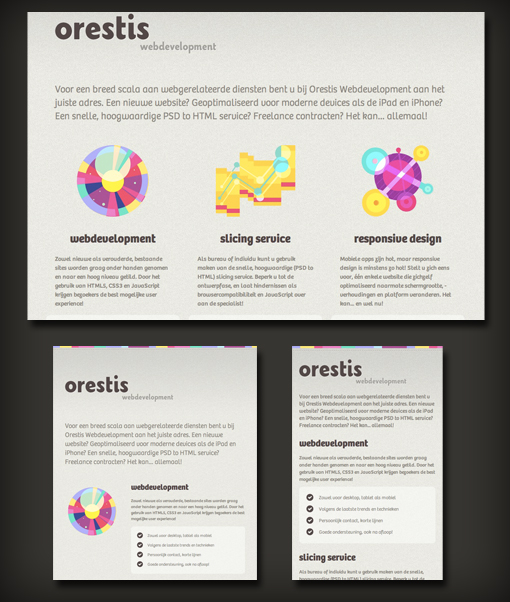 orestis
webdevelopment
Voor een breed scala aan webgerelateerde diensten bent u bij Orestis Webdevelopment aan het
juiste adres. Een nieuwe website? Geoptimaliseerd voor moderne devices als de iPad en iPhone?
Een snelle, hoogwaardige PSD to HTML service? Freelance contracten? Het kan... allemaal!
webdevelopment
Zowel nieuwe als verouderde, bestaande
sites worden graag onder handen genomen
en naar een hoog niveau getild. Door het
gebruik van HTML5, CSS3 en JavaScript
krijgen bezoekers de best mogelijke user
experience!
slicing service
Als bureau of individu kunt u gebruik
maken van de snelle, hoogwaardige (PSD to
HTML) slicing service. Beperk u tot de
ontwerpfase, en laat hindernissen als
browsercompatibiliteit en JavaScript over
aan de specialist!
responsive design
Mobiele apps zijn hot, maar responsive
design is minstens zo hot! Stelt u zich eens
voor, één enkele website die zichzelf
optimaliseert naarmate schermgrootte, -
verhoudingen en platform veranderen. Het
kan... en wel nu!
orestis
webdevelopment
Voor een breed scala aan webgerelateerde diensten bent u bij
Orestis Webdevelopment aan het juiste adres. Een nieuwe website?
Geoptimaliseerd voor moderne devices als de iPad en iPhone? Een
snelle, hoogwaardige PSD to HTML service? Freelance contracten?
Het kan... allemaal!
webdevelopment
Zowel nieuwe als verouderde, bestaande sites worden graag
onder handen genomen en naar een hoog niveau getild. Door het
gebruik van HTML5, CSS3 en JavaScript krijgen bezoekers de best
mogelijke user experience!
Zowel voor desktop, tablet als mobiel
Volgens de laatste trends en technieken
Persoonlijk contact, korte lijnen
Goede ondersteuning, ook na afloop!
orestis
webdevelopment
Voor een breed scala aan webgerelateerde diensten bent u
bij Orestis Webdevelopment aan het juiste adres. Een nieuwe
website? Geoptimaliseerd voor moderne devices als de iPad
en iPhone? Een snelle, hoogwaardige PSD to HTML service?
Freelance contracten? Het kan... allemaal!
webdevelopment
Zowel nieuwe als verouderde, bestaande sites worden graag
onder handen genomen en naar een hoog niveau getild. Door het
gebruik van HTML5, CSS3 en JavaScript krijgen bezoekers de best
mogelijke user experience!
Zowel voor desktop, tablet als mobiel
Volgens de laatste trends en technieken
Persoonlijk contact, korte lijnen
Goede ondersteuning, ook na afloop!
slicing service
Als bureau of individu kunt u gebruik maken van de snelle,